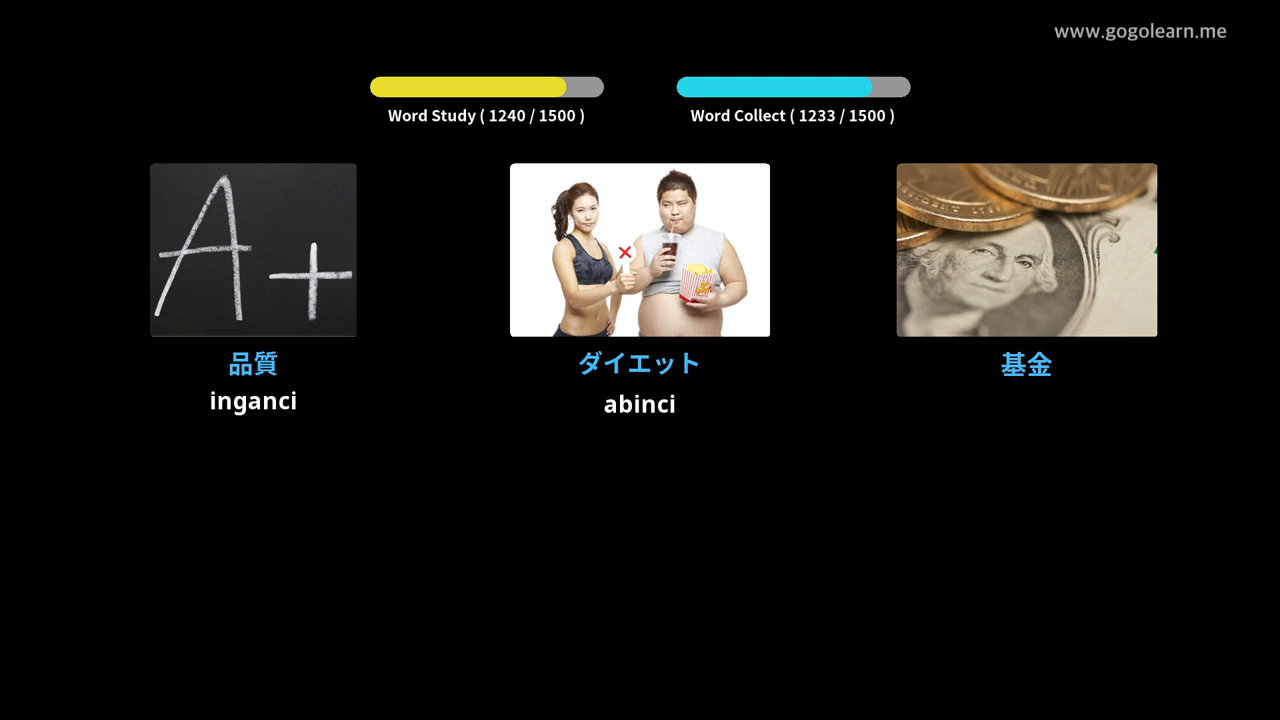 www.gogolearn.me
Word Study ( 1240 / 1500 )
Word Collect ( 1233 / 1500 )
A+
品質
ダイエット
基金
inganci
abinci